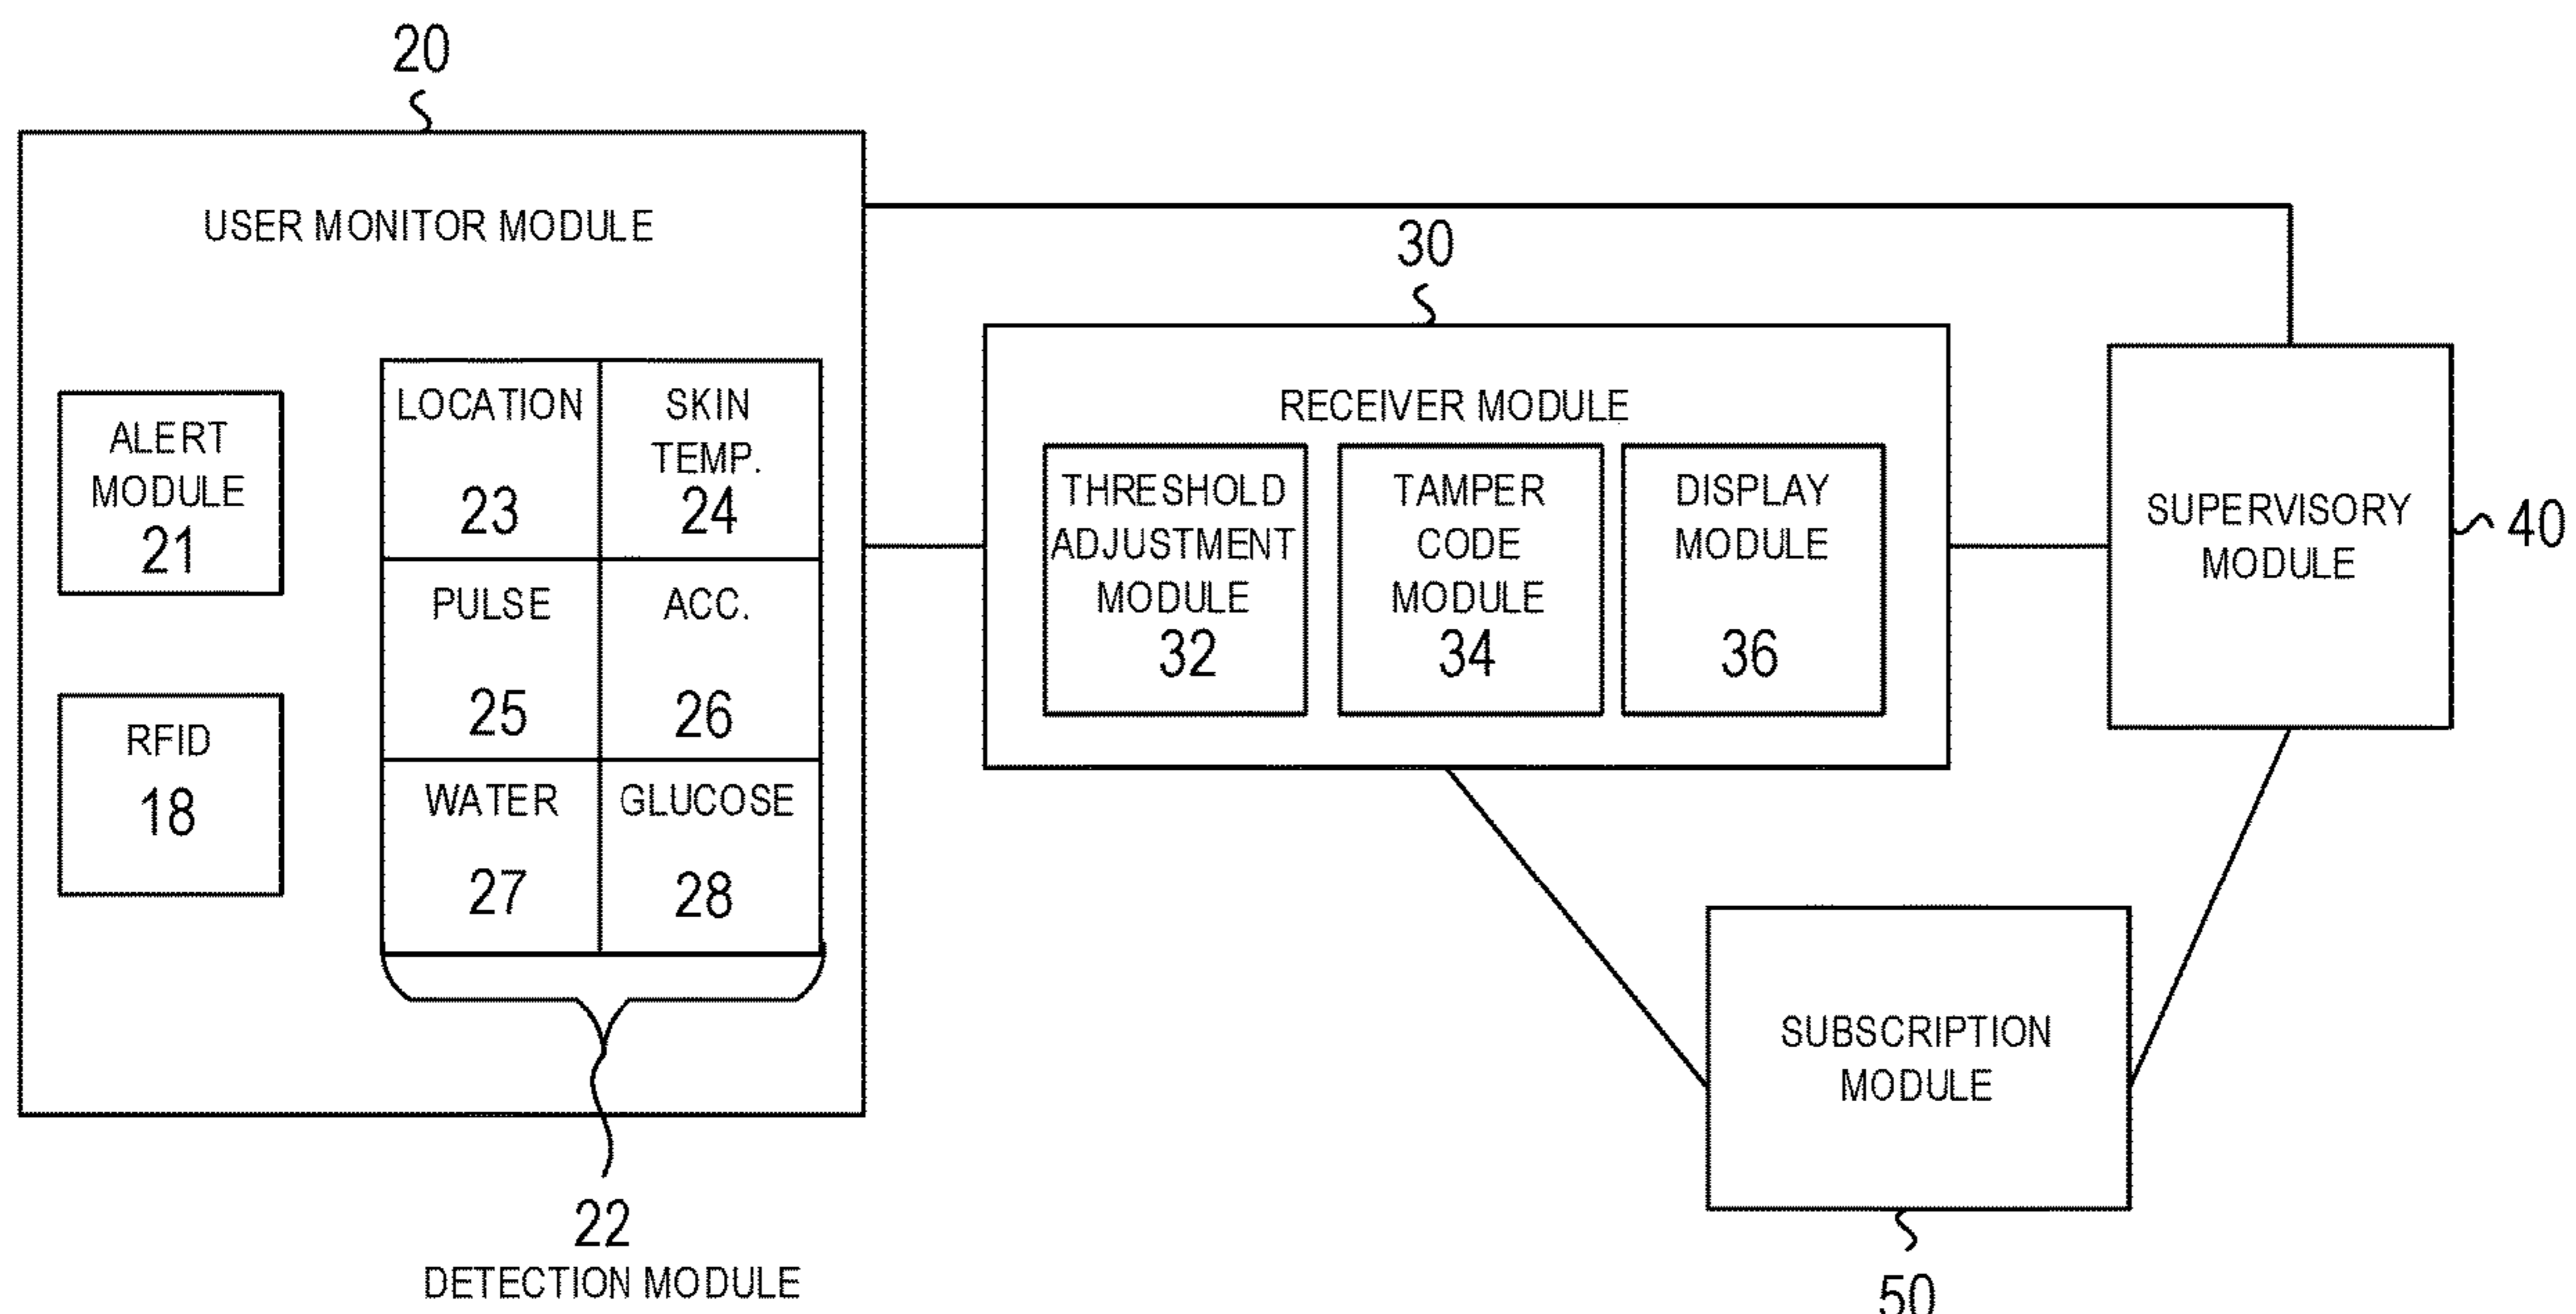 20
USER MONITOR MODULE
ALERT
MODULE
21
RFID
18
LOCATION
23
SKIN
TEMP.
24
PULSE
25
ACC.
26
WATER
27
GLUCOSE
28
22
DETECTION MODULE
30
RECEIVER MODULE
THRESHOLD
ADJUSTMENT
MODULE
32
TAMPER
CODE
MODULE
34
DISPLAY
MODULE
36
SUPERVISORY
MODULE
40
SUBSCRIPTION
MODULE
50